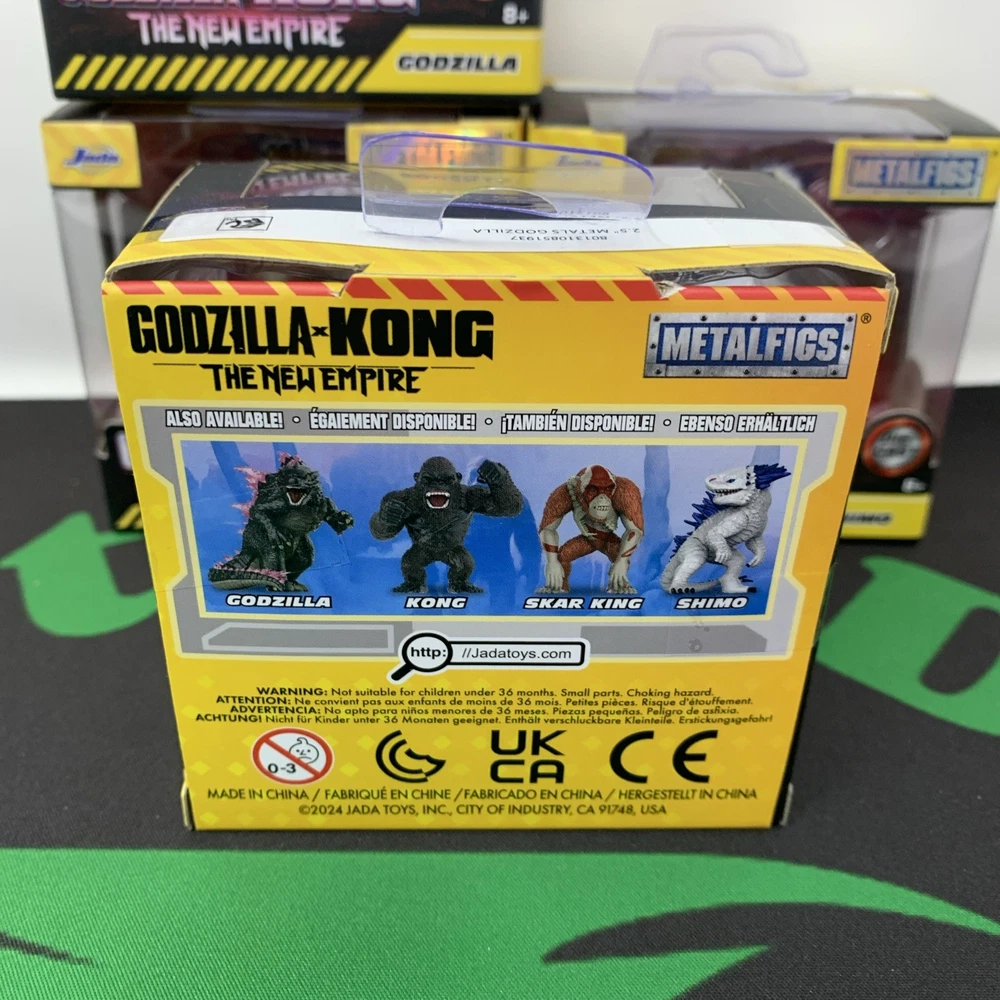 THE NEW EMPIRE
8+
GODZILLA
Jada
METALFIGS
801310851937
2.5" METALS GODZILLA
GODZILLA × KONG
THE NEW EMPIRE
METALFIGS®
ALSO AVAILABLE! • ÉGAIEMENT DISPONIBLE! • ¡TAMBIÉN DISPONIBLE! • EBENSO ERHÄLTLICH
GODZILLA KONG SKAR KING SHIMO
http: //Jadatoys.com
WARNING: Not suitable for children under 36 months. Small parts. Choking hazard.
ATTENTION: Ne convient pas aux enfants de moins de 36 mois. Petites pièces. Risque d'étouffement.
ADVERTENCIA: No apto para niños menores de 36 meses. Piezas pequeñas. Peligro de asfixia.
ACHTUNG! Nicht für Kinder unter 36 Monaten geeignet. Enthält verschluckbare Kleinteile. Erstickungsgefahr!
0-3
UK
CA
CE
MADE IN CHINA / FABRIQUÉ EN CHINE / FABRICADO EN CHINA / HERGESTELLT IN CHINA
©2024 JADA TOYS, INC., CITY OF INDUSTRY, CA 91748, USA